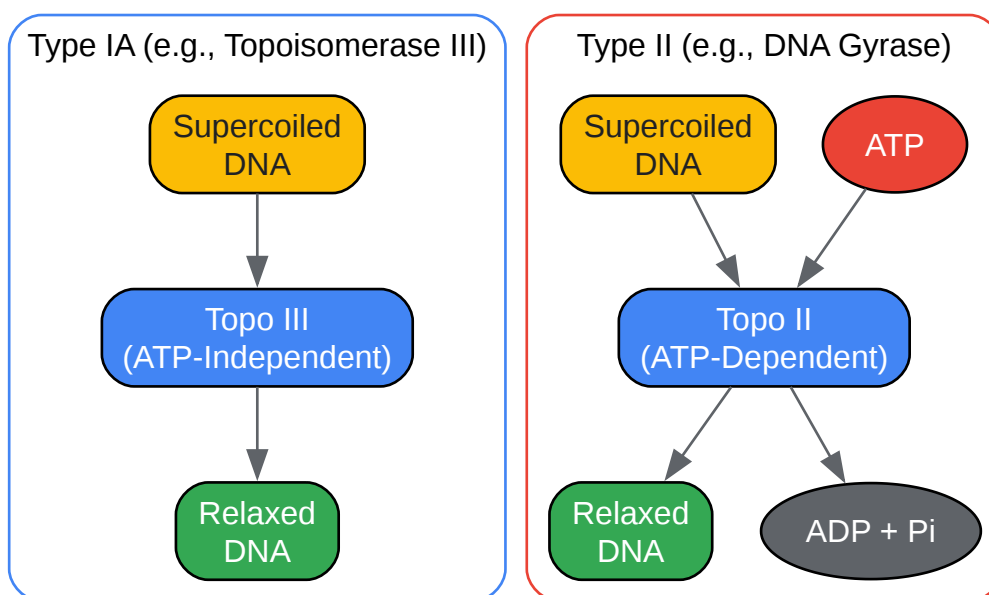 Type IA (e.g., Topoisomerase III)
Supercoiled
DNA
Topo III
(ATP-Independent)
Relaxed
DNA
Type II (e.g., DNA Gyrase)
Supercoiled
DNA
ATP
Topo II
(ATP-Dependent)
Relaxed
DNA
ADP + Pi